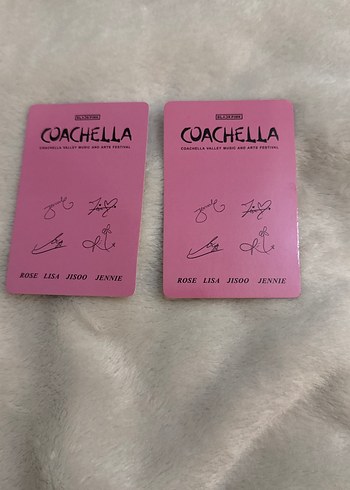 BLACKPINK
COACHELLA
COACHELLA VALLEY MUSIC AND ARTS FESTIVAL
ROSE LISA JISOO JENNIE
BLACKPINK
COACHELLA
COACHELLA VALLEY MUSIC AND ARTS FESTIVAL
ROSE LISA JISOO JENNIE